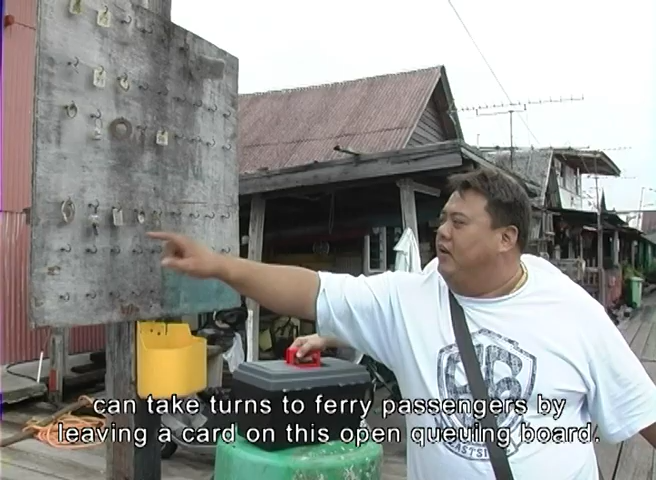 can take turns to ferry passengers by
leaving a card on this open queuing board.